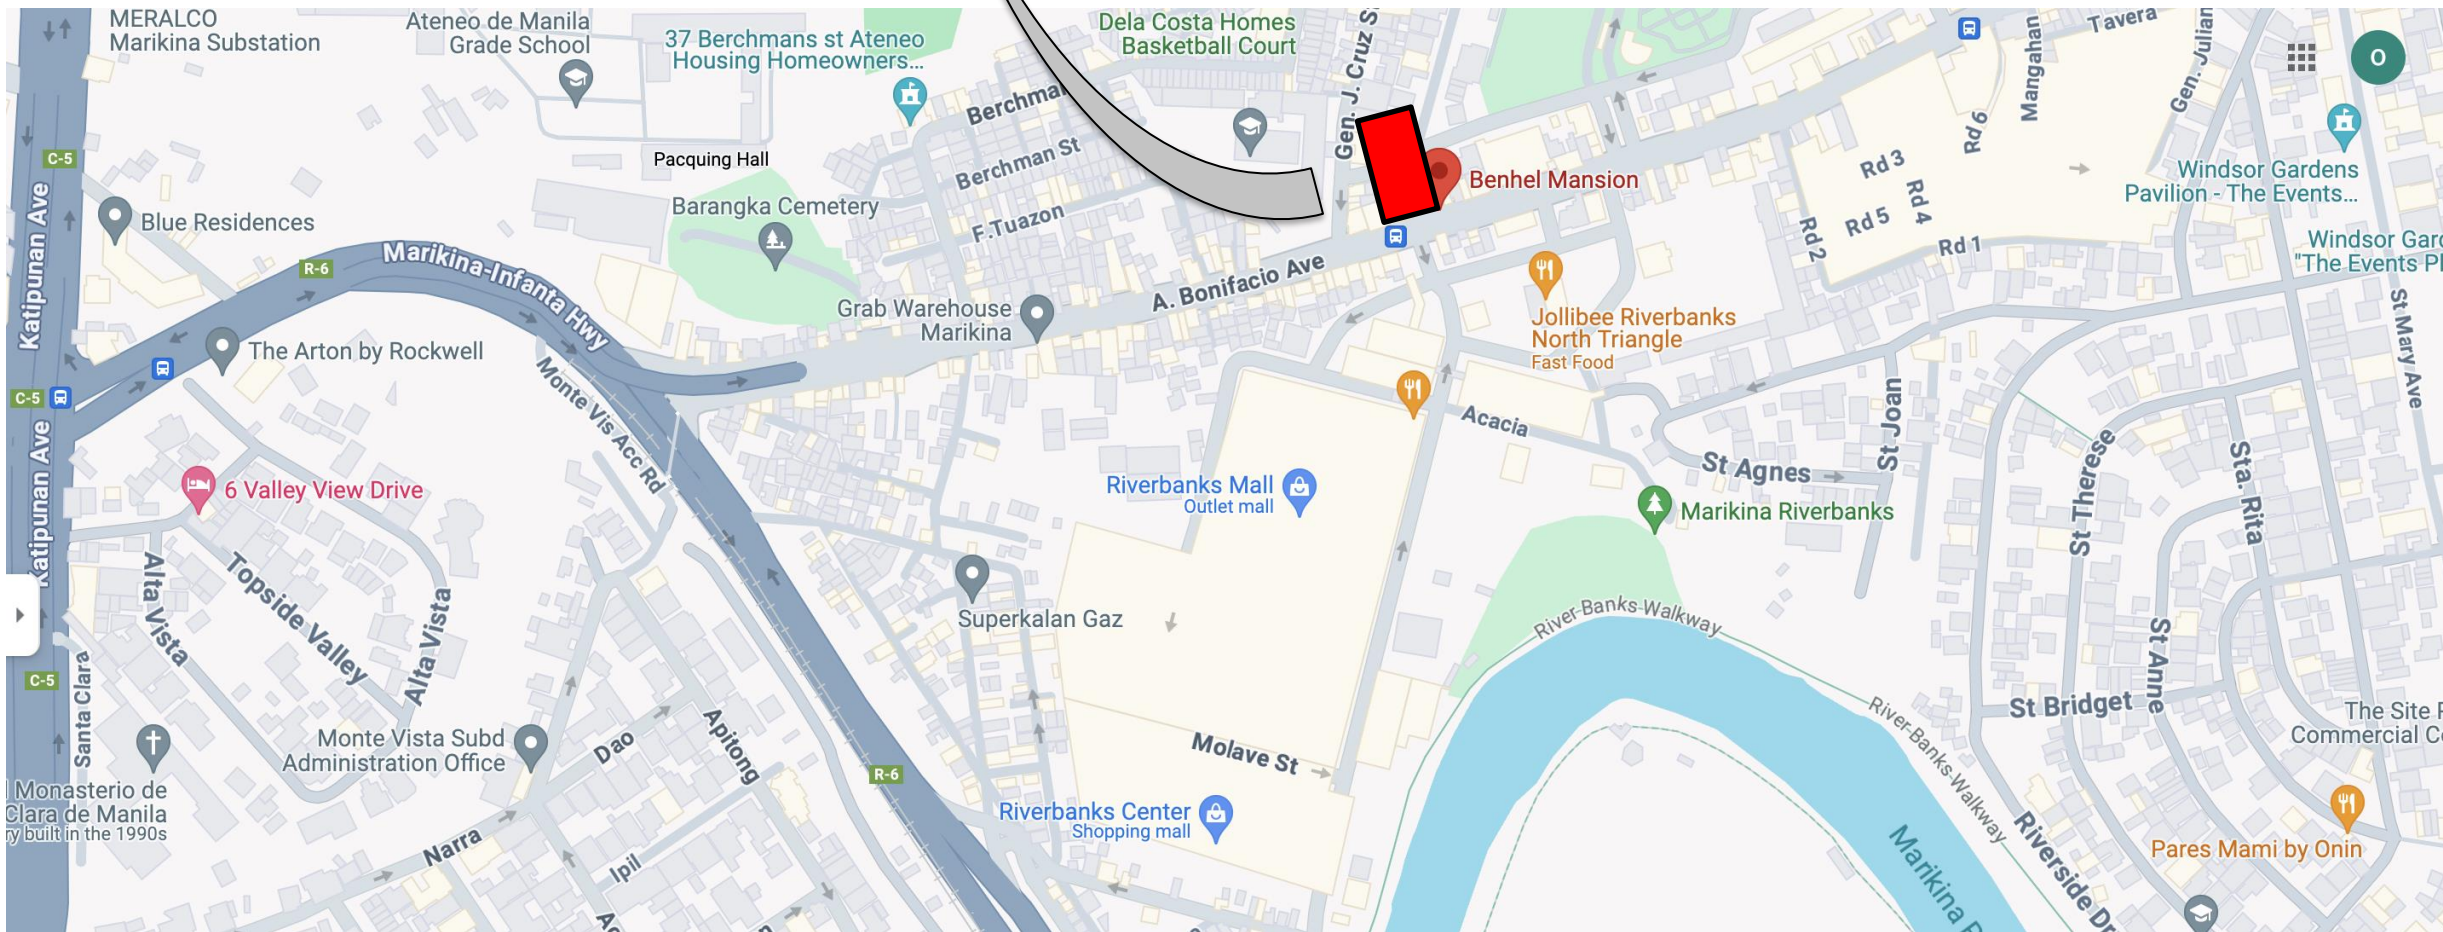 MERALCO
Marikina Substation
Ateneo de Manila
Grade School
37 Berchmans st Ateneo
Housing Homeowners...
Dela Costa Homes
Basketball Court
Gen. J. Cruz
Tavera
Mangahan
Gen. Julian
O
Berchma
Berchman St
Pacquing Hall
C-5
Katipunan Ave
Blue Residences
Barangka Cemetery
F.Tuazon
Benhel Mansion
Rd 6
Rd 3
Rd 4
Rd 5
Rd 2
Rd 1
Windsor Gardens
Pavilion - The Events...
Windsor Gar
"The Events Pl
R-6
Marikina-Infanta Hwy
Grab Warehouse
Marikina
A. Bonifacio Ave
Jollibee Riverbanks
North Triangle
Fast Food
St Mary Ave
The Arton by Rockwell
C-5
Monte Vis Acc Rd
Acacia
St Joan
Katipunan Ave
6 Valley View Drive
Riverbanks Mall
Outlet mall
St Agnes
Marikina Riverbanks
St Therese
Sta. Rita
Alta Vista
Topside Valley
Alta Vista
Superkalan Gaz
River Banks Walkway
St Anne
C-5
Santa Clara
Monte Vista Subd
Administration Office
Dao
Apitong
Molave St
St Bridget
River Banks Walkway
The Site
Commercial C
R-6
Monasterio de
Clara de Manila
ry built in the 1990s
Narra
Ipil
Riverbanks Center
Shopping mall
Marikina
Riverside Dr
Pares Mami by Onin